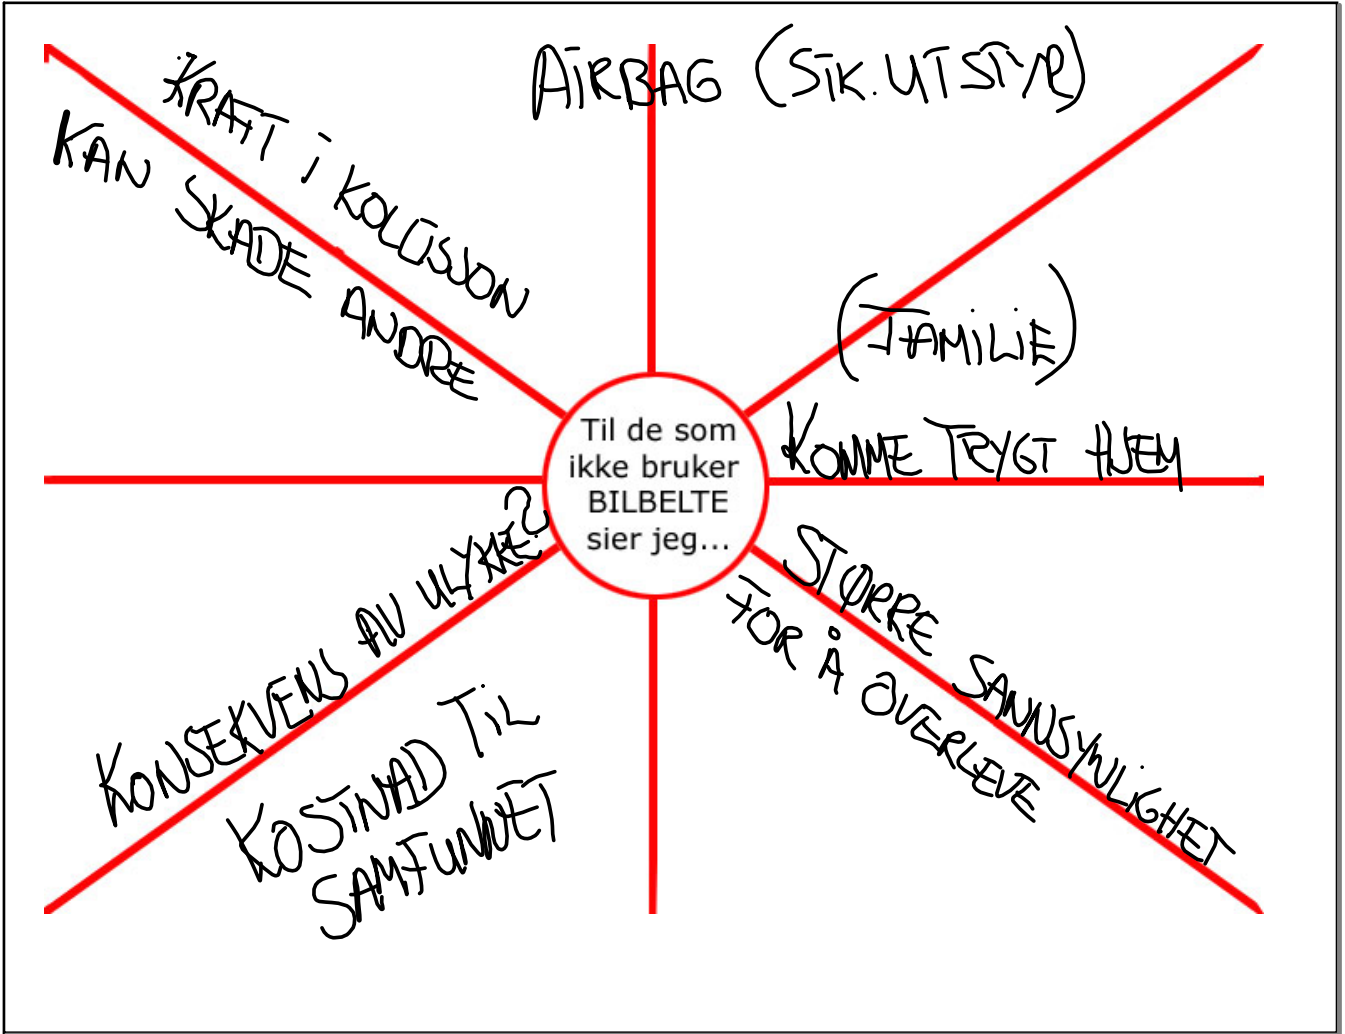 AIRBAG (SIK. UTSTYR)
KRAFT i KOLLISJON
KAN SKADE ANDRE
(FAMILIE)
KOMME TRYGT HJEM
Til de som
ikke bruker
BILBELTE
sier jeg...
STØRRE SANNSYNLIGHET
FOR Å OVERLEVE
KONSEKVENS AV ULYKKE?
KOSTNAD TIL
SAMFUNNET